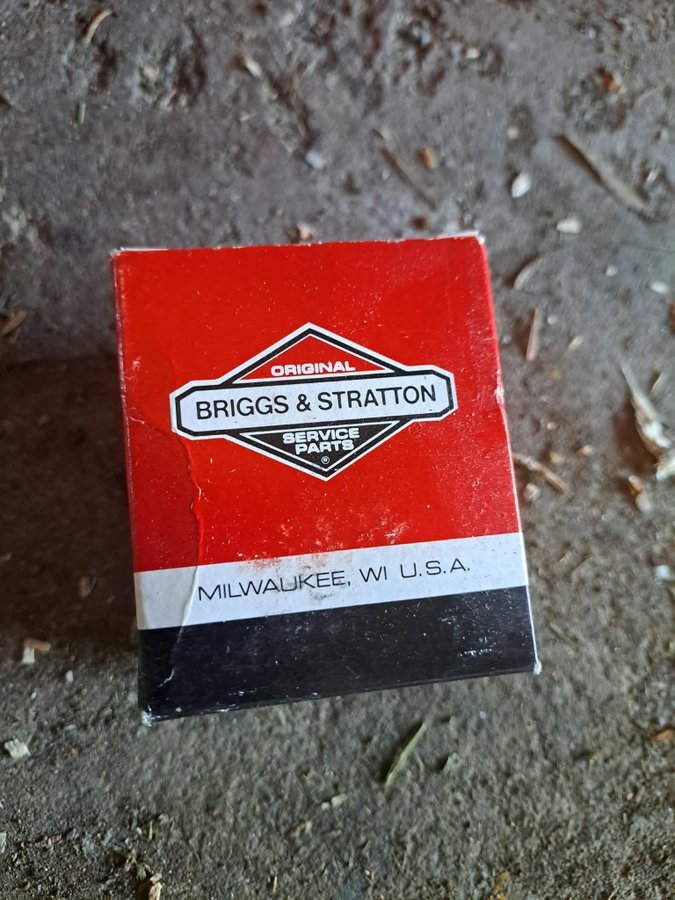 ORIGINAL
BRIGGS & STRATTON
SERVICE
PARTS
®
MILWAUKEE, WI U.S.A.